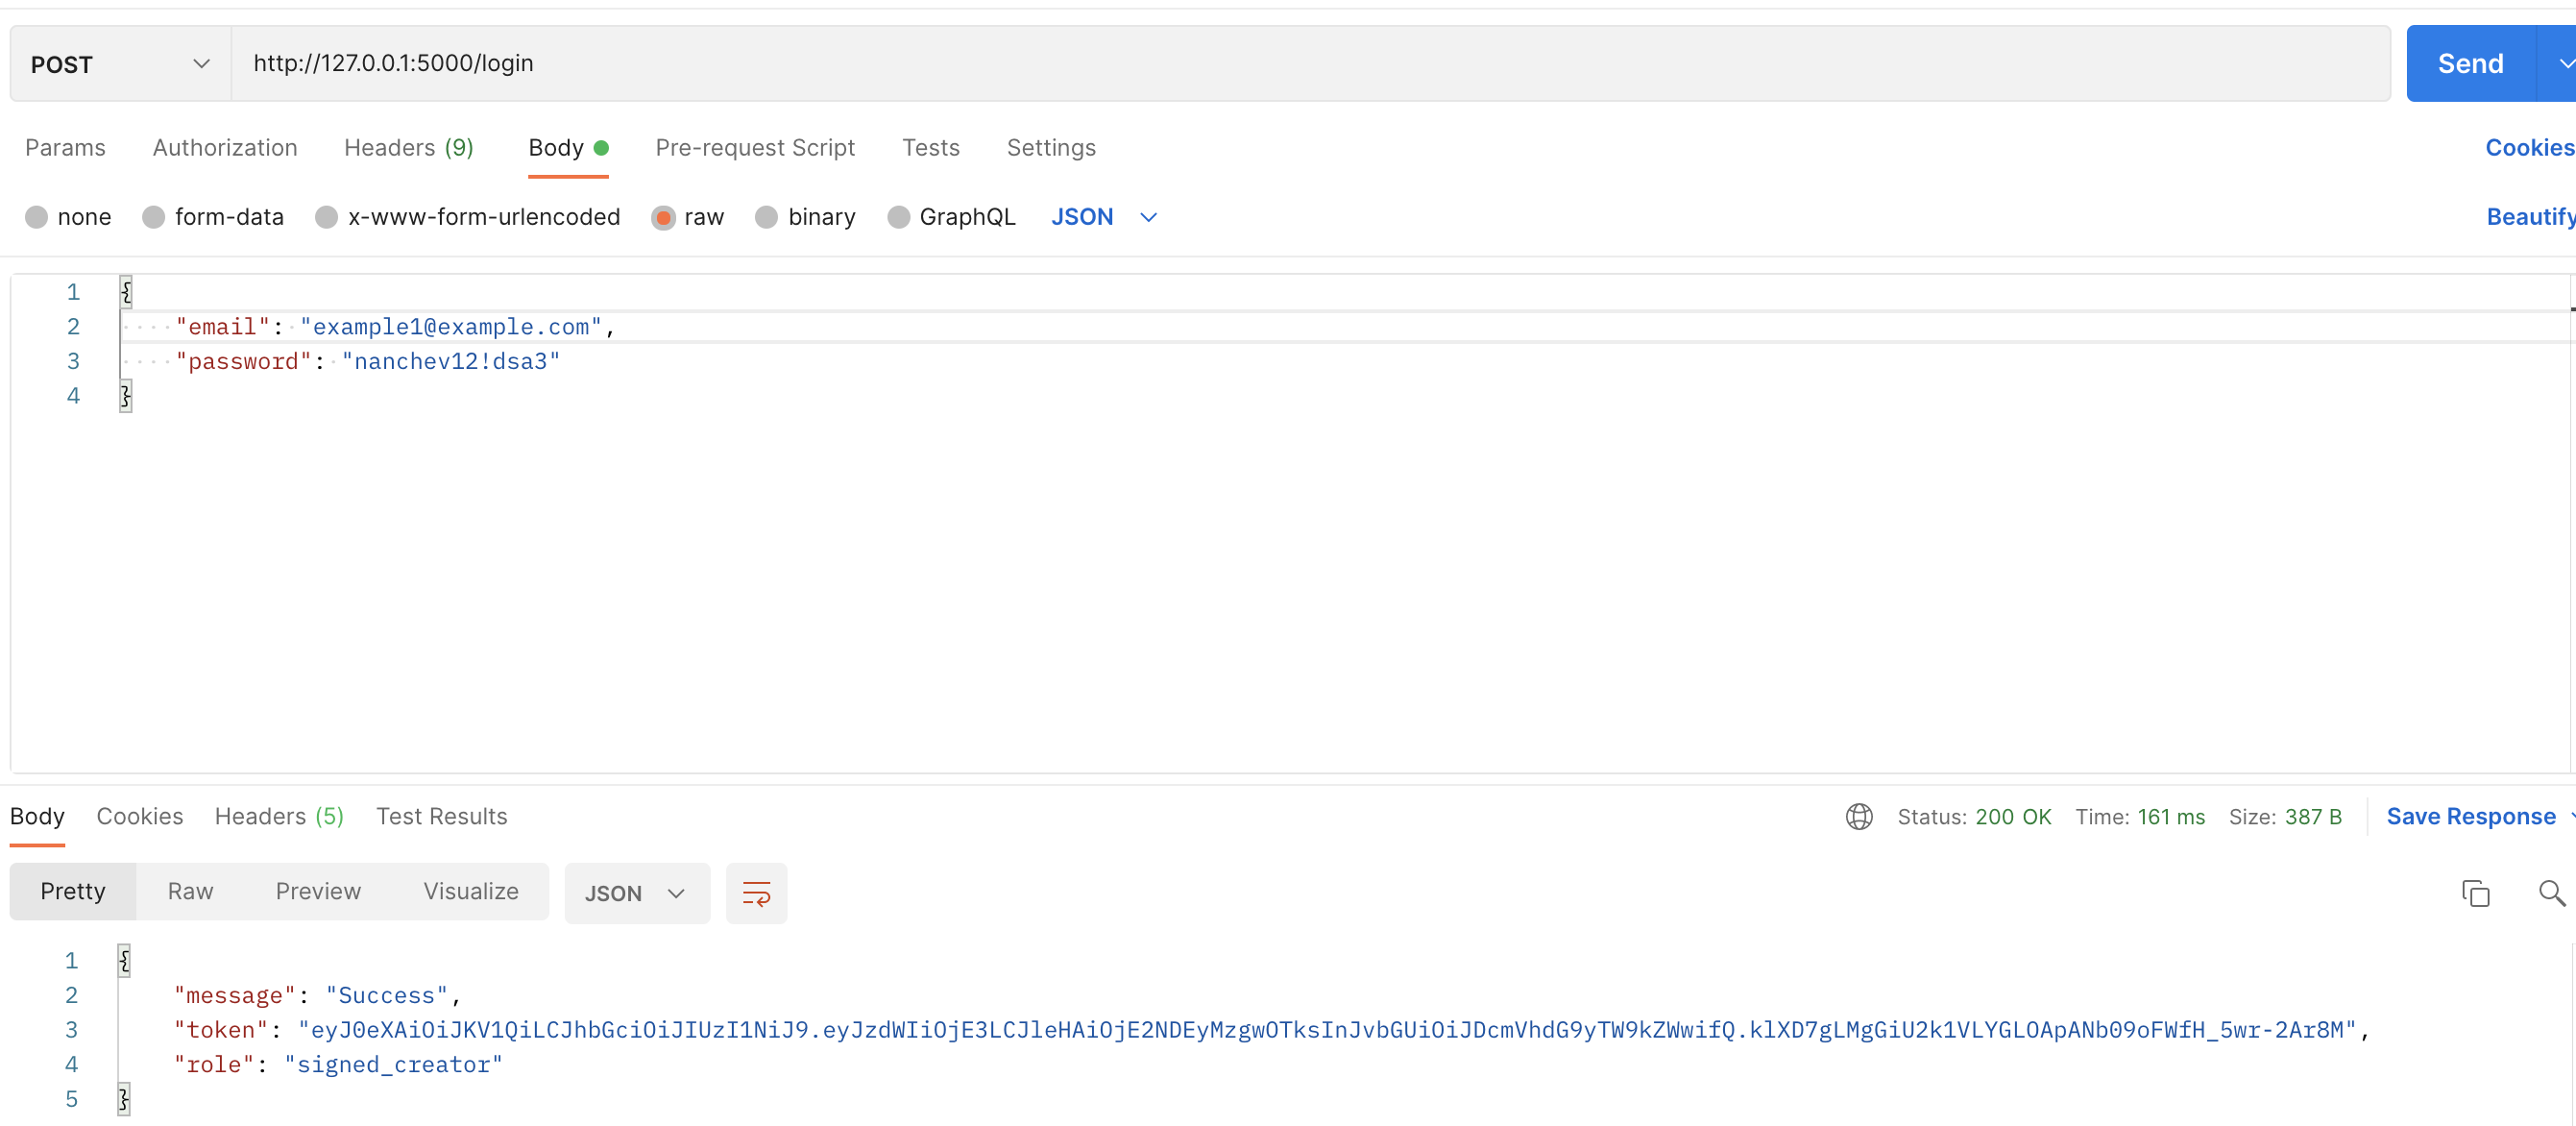 POST http://127.0.0.1:5000/login Send
Params Authorization Headers (9) Body Pre-request Script Tests Settings Cookies
none form-data x-www-form-urlencoded raw binary GraphQL JSON Beautify
1 {
2 "email": "example1@example.com",
3 "password": "nanchev12!dsa3"
4 }
Body Cookies Headers (5) Test Results Status: 200 OK Time: 161 ms Size: 387 B Save Response
Pretty Raw Preview Visualize JSON
1 {
2 "message": "Success",
3 "token": "eyJ0eXAiOiJKV1QiLCJhbGciOiJIUzI1NiJ9.eyJzdWIiOjE3LCJleHAiOjE2NDEyMzgwOTksInJvbGUiOiJDcmVhdG9yTW9kZWwifQ.klXD7gLMgGiU2k1VLYGLOApANb09oFWfH_5wr-2Ar8M",
4 "role": "signed_creator"
5 }